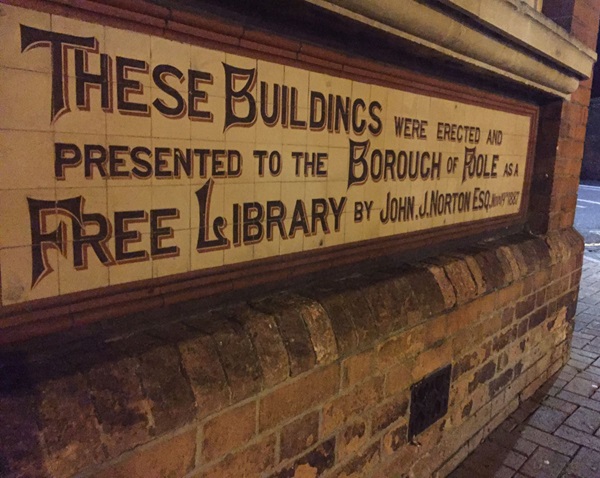 THESE BUILDINGS WERE ERECTED AND
PRESENTED TO THE BOROUGH OF POOLE AS A
FREE LIBRARY BY JOHN.J.NORTON ESQ. 1887